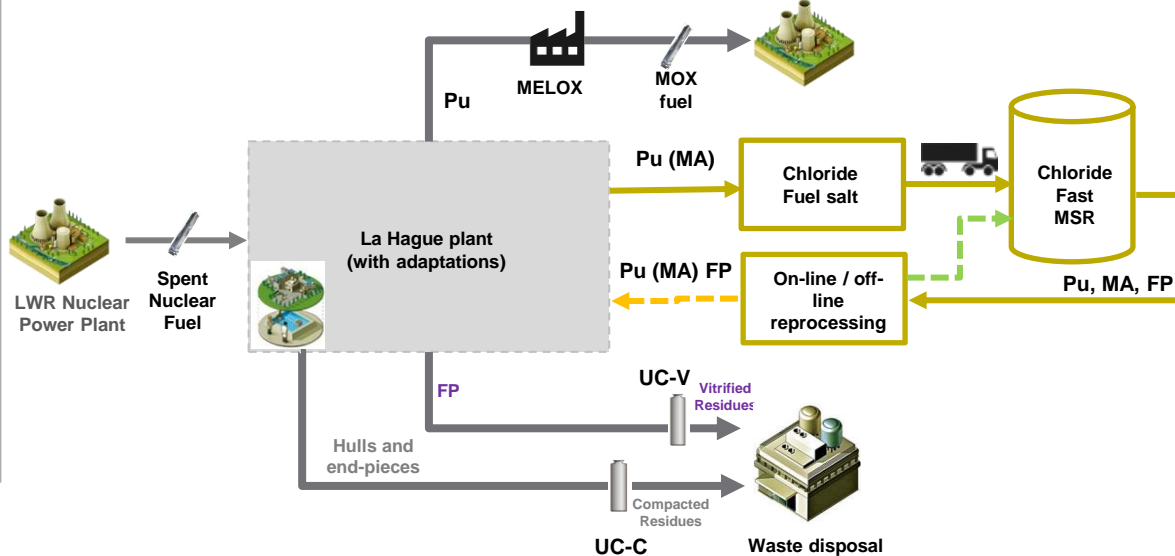 MELOX
MOX
fuel
Pu
Pu (MA)
Chloride
Fuel salt
Chloride
Fast
MSR
La Hague plant
(with adaptations)
Spent
Nuclear
Fuel
LWR Nuclear
Power Plant
Pu (MA) FP
On-line / off-
line
reprocessing
Pu, MA, FP
FP
UC-V
Vitrified
Residues
Hulls and
end-pieces
Compacted
Residues
UC-C
Waste disposal